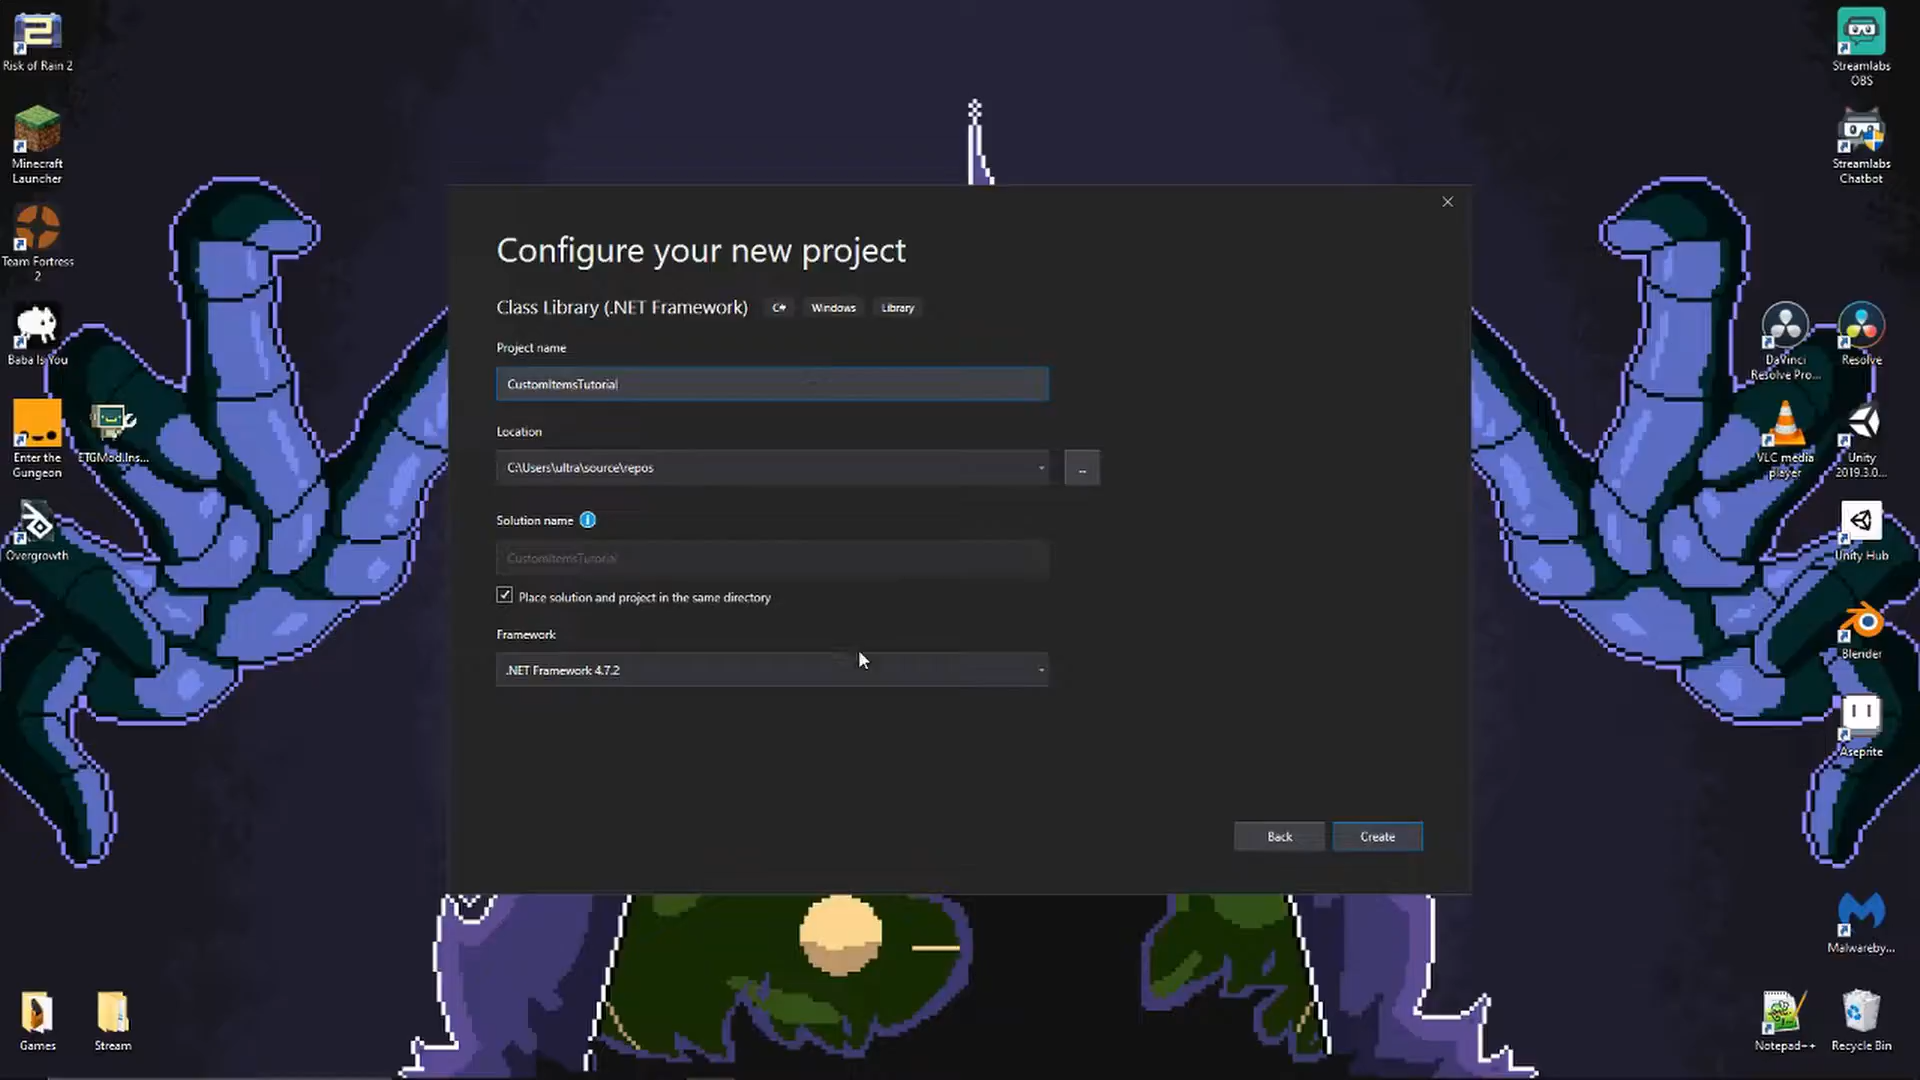 Risk of Rain 2
Minecraft
Launcher
Team Fortress
2
Baba Is You
Enter the
Gungeon
ETGMod.Ins...
Overgrowth
Games
Stream
Configure your new project
Class Library (.NET Framework)
C#
Windows
Library
Project name
CustomItemsTutorial
Location
C:\Users\ultra\source\repos
...
Solution name
CustomItemsTutorial
Place solution and project in the same directory
Framework
.NET Framework 4.7.2
Back
Create
Streamlabs
OBS
Streamlabs
Chatbot
DaVinci
Resolve Pro...
Resolve
VLC media
player
Unity
2019.3.0...
Unity Hub
Blender
Aseprite
Malwareby...
Notepad++
Recycle Bin